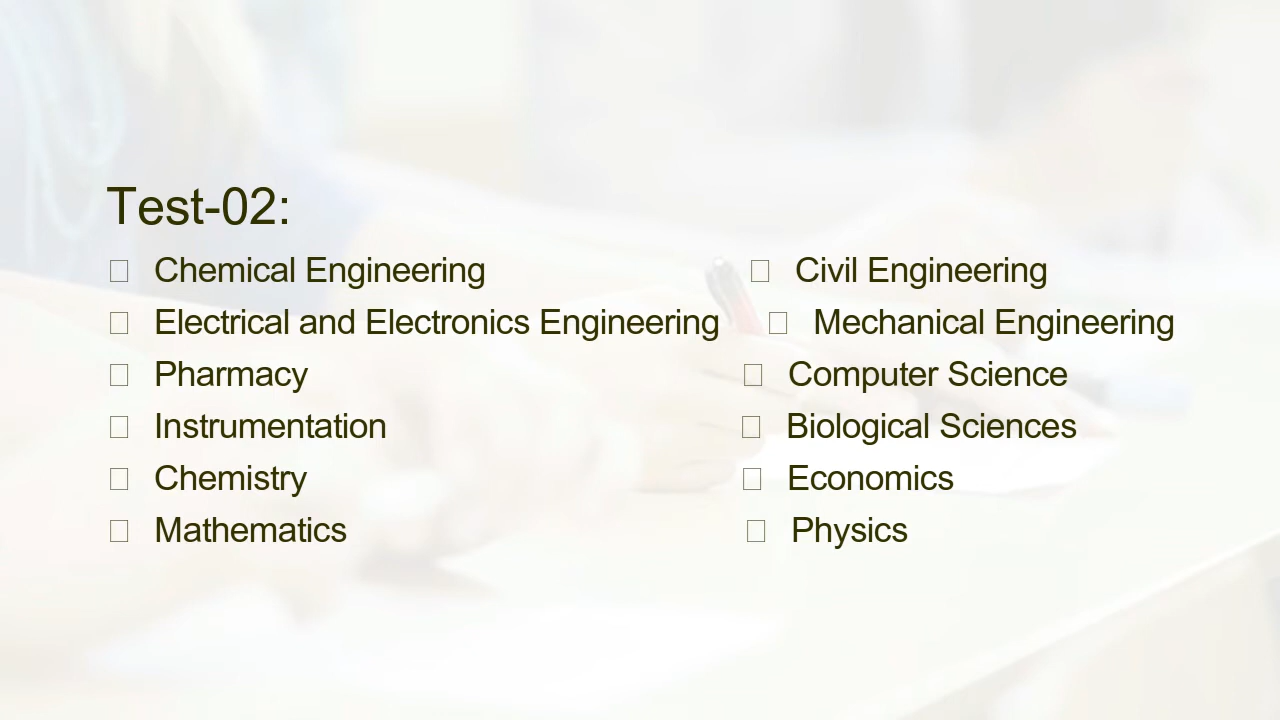 Test-02:
Chemical Engineering Civil Engineering
Electrical and Electronics Engineering Mechanical Engineering
Pharmacy Computer Science
Instrumentation Biological Sciences
Chemistry Economics
Mathematics Physics